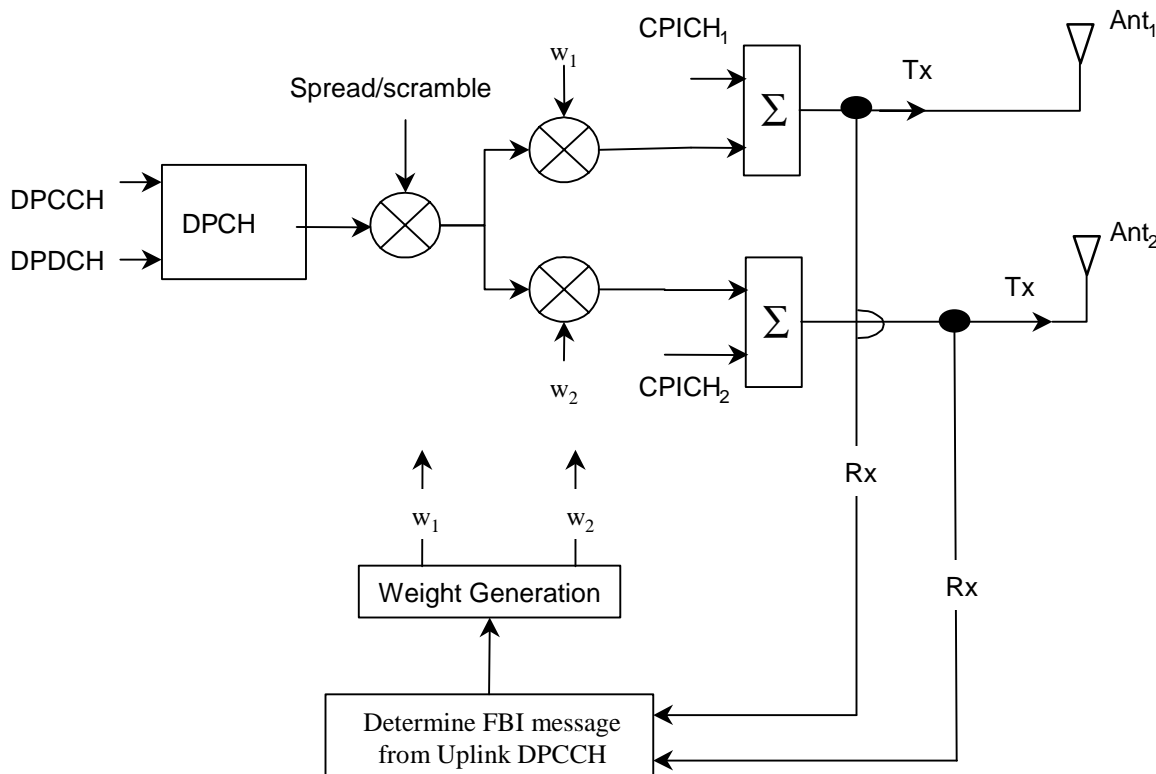 CPICH1
Ant1
w1
Tx
Spread/scramble
Σ
DPCCH
DPCH
DPDCH
Ant2
Tx
Σ
w2
CPICH2
Rx
w1
w2
Rx
Weight Generation
Determine FBI message
from Uplink DPCCH